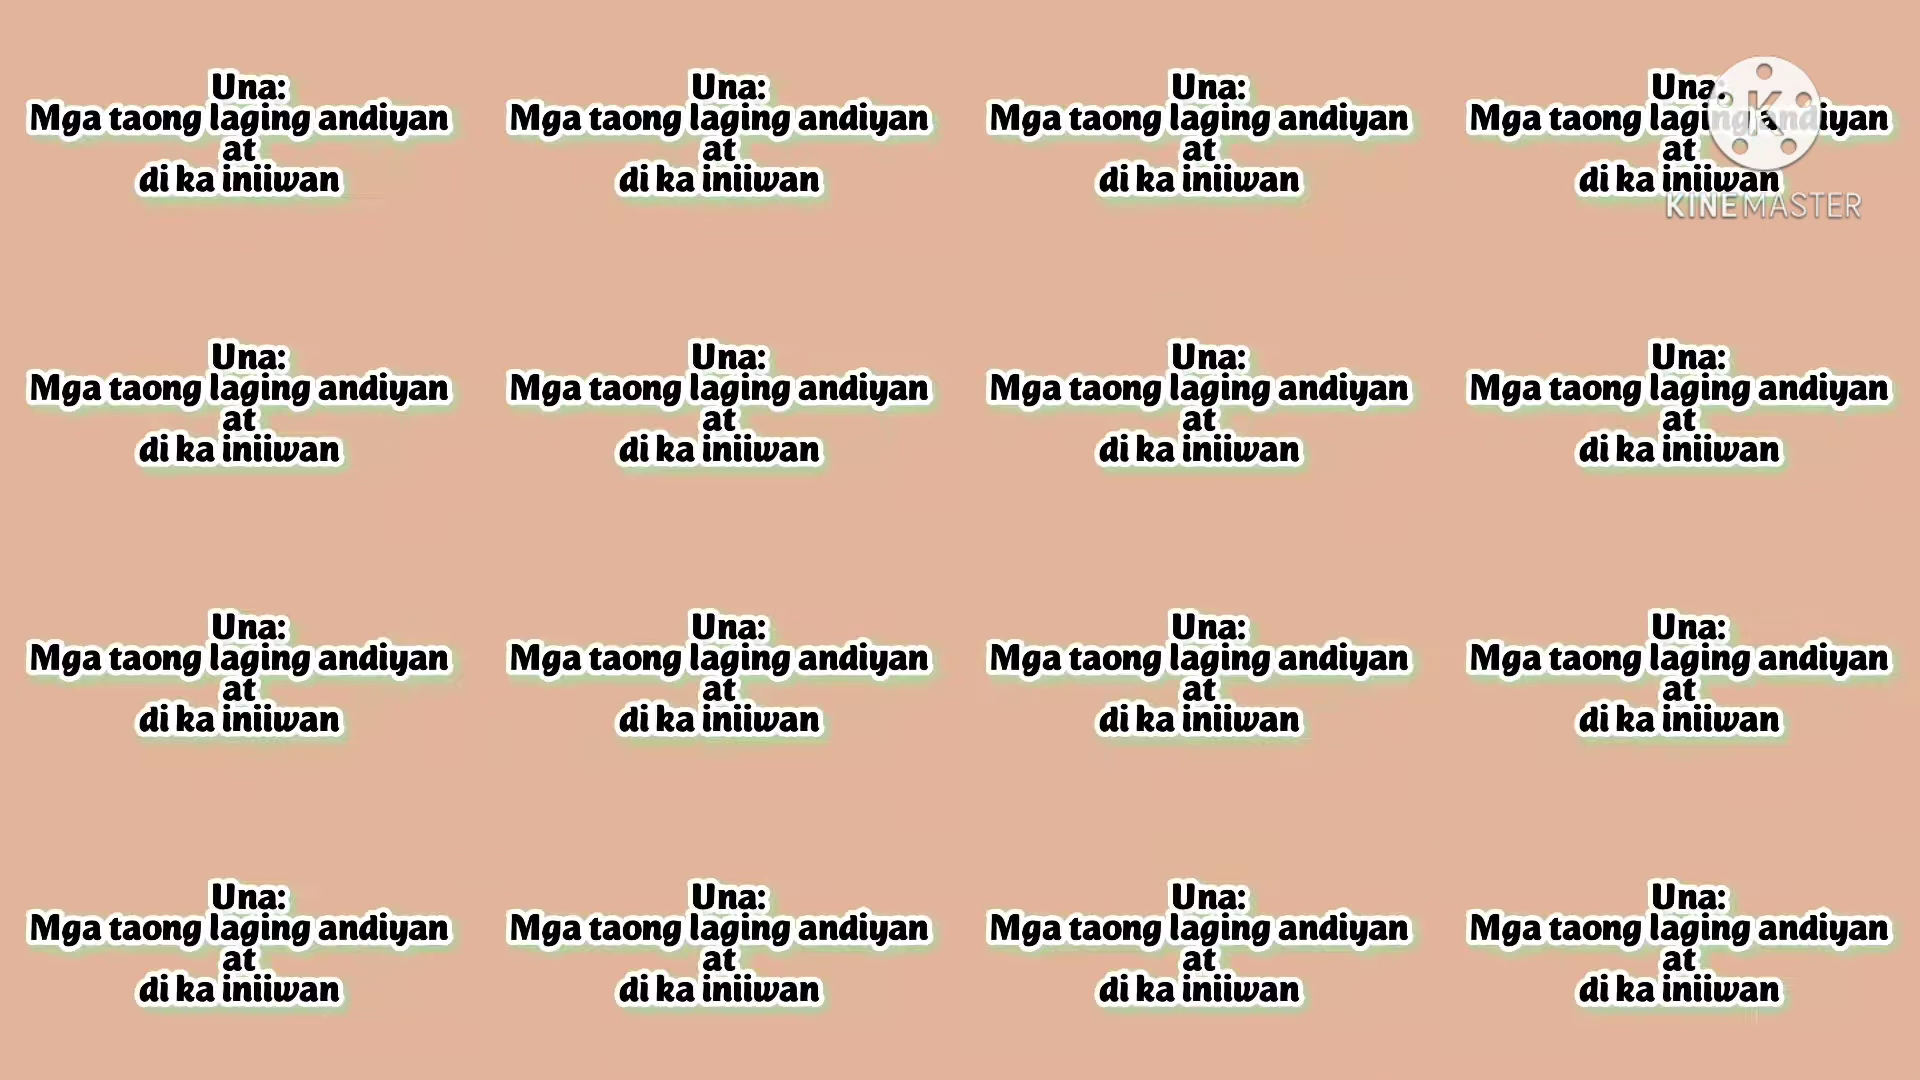 Una: Una: Una: Una:
Mga taong laging andiyan Mga taong laging andiyan Mga taong laging andiyan Mga taong laging andiyan
at at at at
di ka iniiwan di ka iniiwan di ka iniiwan di ka iniiwan
K
KINEMASTER
Una: Una: Una: Una:
Mga taong laging andiyan Mga taong laging andiyan Mga taong laging andiyan Mga taong laging andiyan
at at at at
di ka iniiwan di ka iniiwan di ka iniiwan di ka iniiwan
Una: Una: Una: Una:
Mga taong laging andiyan Mga taong laging andiyan Mga taong laging andiyan Mga taong laging andiyan
at at at at
di ka iniiwan di ka iniiwan di ka iniiwan di ka iniiwan
Una: Una: Una: Una:
Mga taong laging andiyan Mga taong laging andiyan Mga taong laging andiyan Mga taong laging andiyan
at at at at
di ka iniiwan di ka iniiwan di ka iniiwan di ka iniiwan